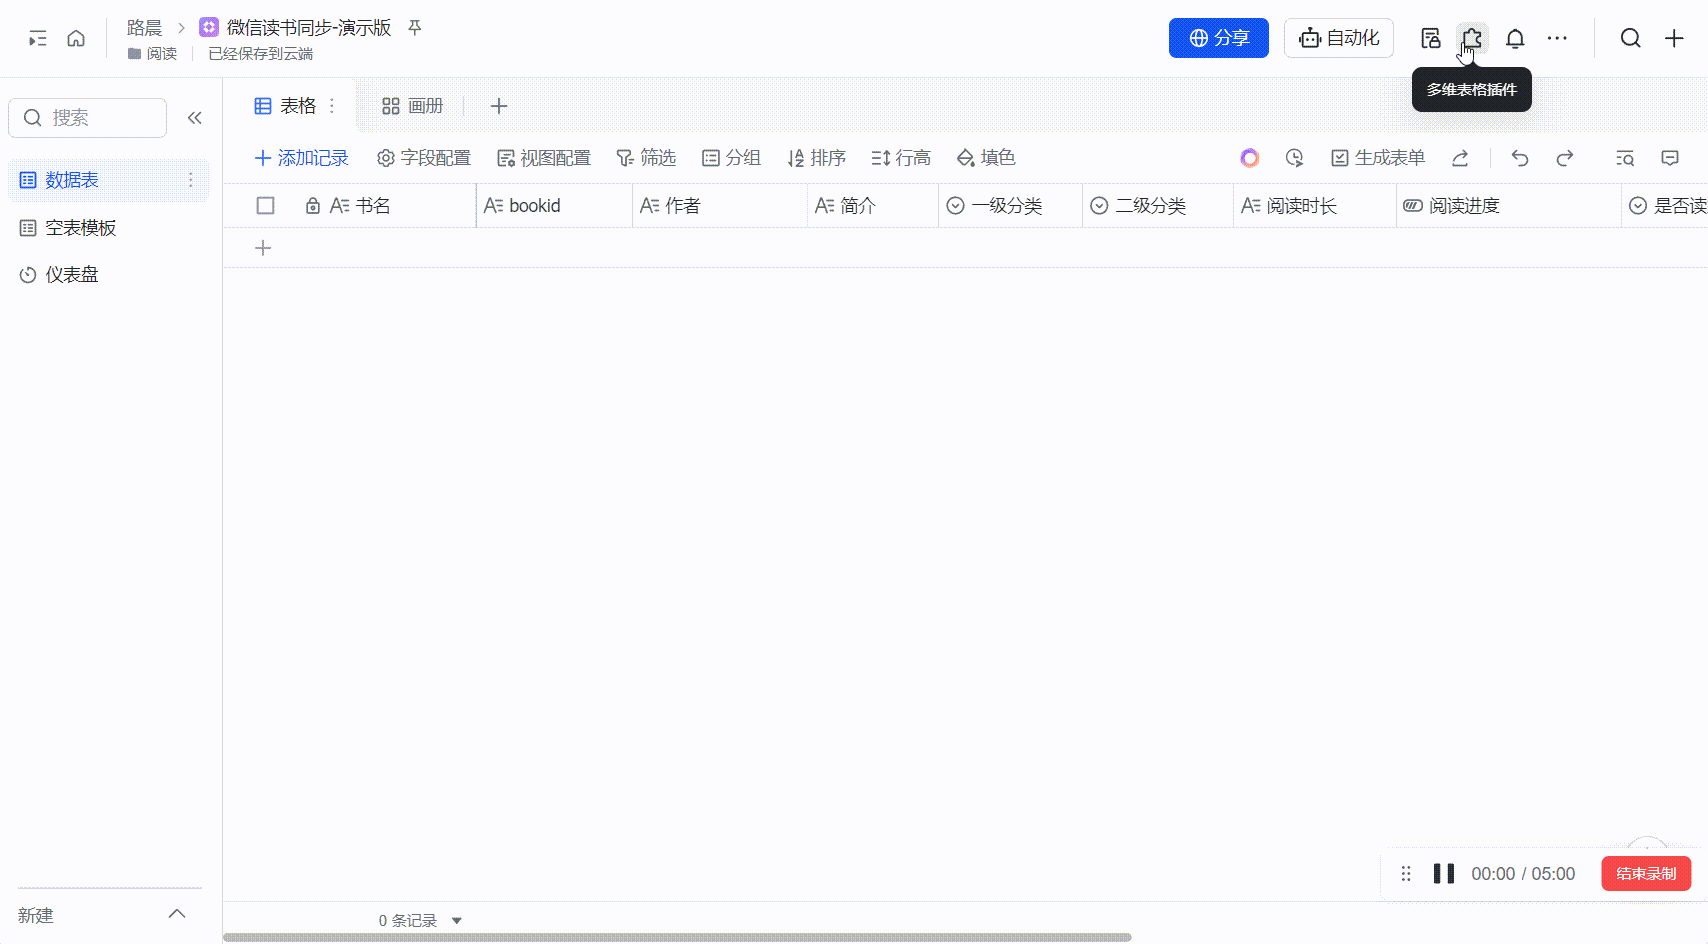 路晨 微信读书同步-演示版
阅读 已经保存到云端
分享 自动化
多维表格插件
搜索
表格 画册
添加记录 字段配置 视图配置 筛选 分组 排序 行高 填色 生成表单
数据表
空表模板
仪表盘
书名 bookid 作者 简介 一级分类 二级分类 阅读时长 阅读进度 是否读
00:00 / 05:00 结束录制
新建
0 条记录